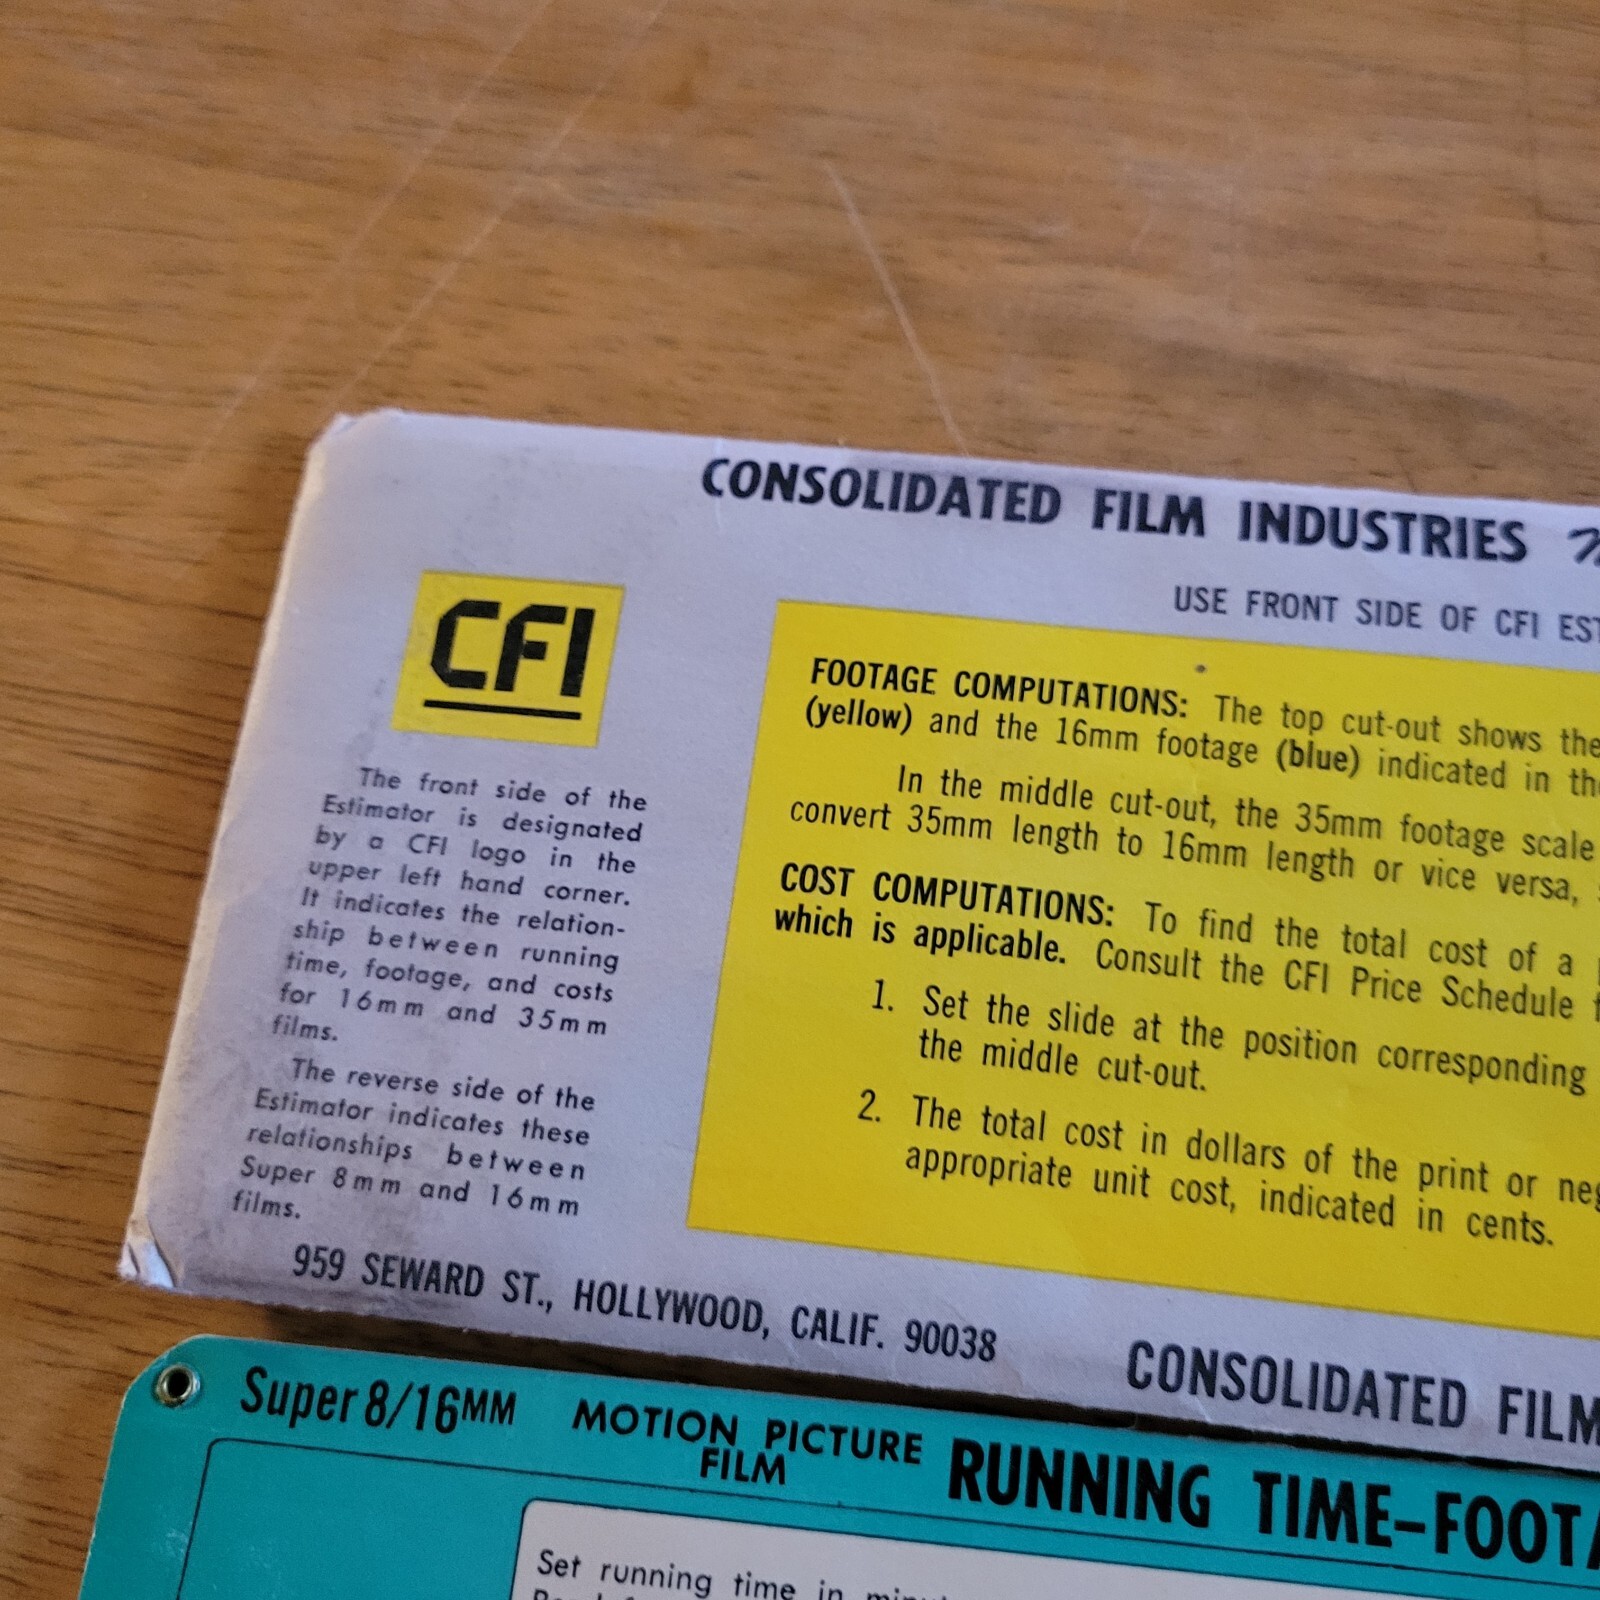 CONSOLIDATED FILM INDUSTRIES
USE FRONT SIDE OF CFI
CFI
The front side of the
Estimator is designated
by a CFI logo in the
upper left hand corner.
It indicates the relation-
ship between running
time, footage, and costs
for 16mm and 35mm
films.
The reverse side of the
Estimator indicates these
relationships between
Super 8mm and 16mm
films.
FOOTAGE COMPUTATIONS: The top cut-out shows the
(yellow) and the 16mm footage (blue) indicated in
In the middle cut-out, the 35mm footage scale
convert 35mm length to 16mm length or vice versa,
COST COMPUTATIONS: To find the total cost of a
which is applicable. Consult the CFI Price Schedule
1. Set the slide at the position corresponding
the middle cut-out.
2. The total cost in dollars of the print or
appropriate unit cost, indicated in cents.
959 SEWARD ST., HOLLYWOOD, CALIF. 90038
CONSOLIDATED FILM
Super 8/16MM MOTION PICTURE FILM RUNNING TIME-FOOTA
Set running time in